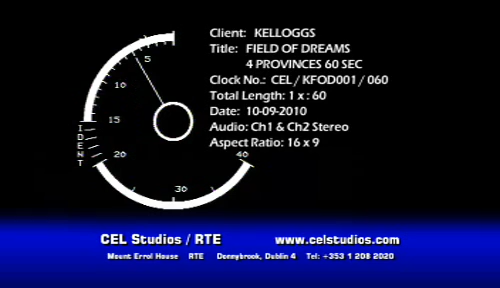 Client: KELLOGGS
Title: FIELD OF DREAMS
4 PROVINCES 60 SEC
Clock No.: CEL / KFOD001 / 060
Total Length: 1 x : 60
Date: 10-09-2010
Audio: Ch1 & Ch2 Stereo
Aspect Ratio: 16 x 9
5
10
15
IDENT
20
30
40
CEL Studios / RTE www.celstudios.com
Mount Errol House RTE Donnybrook, Dublin 4 Tel: +353 1 208 2020